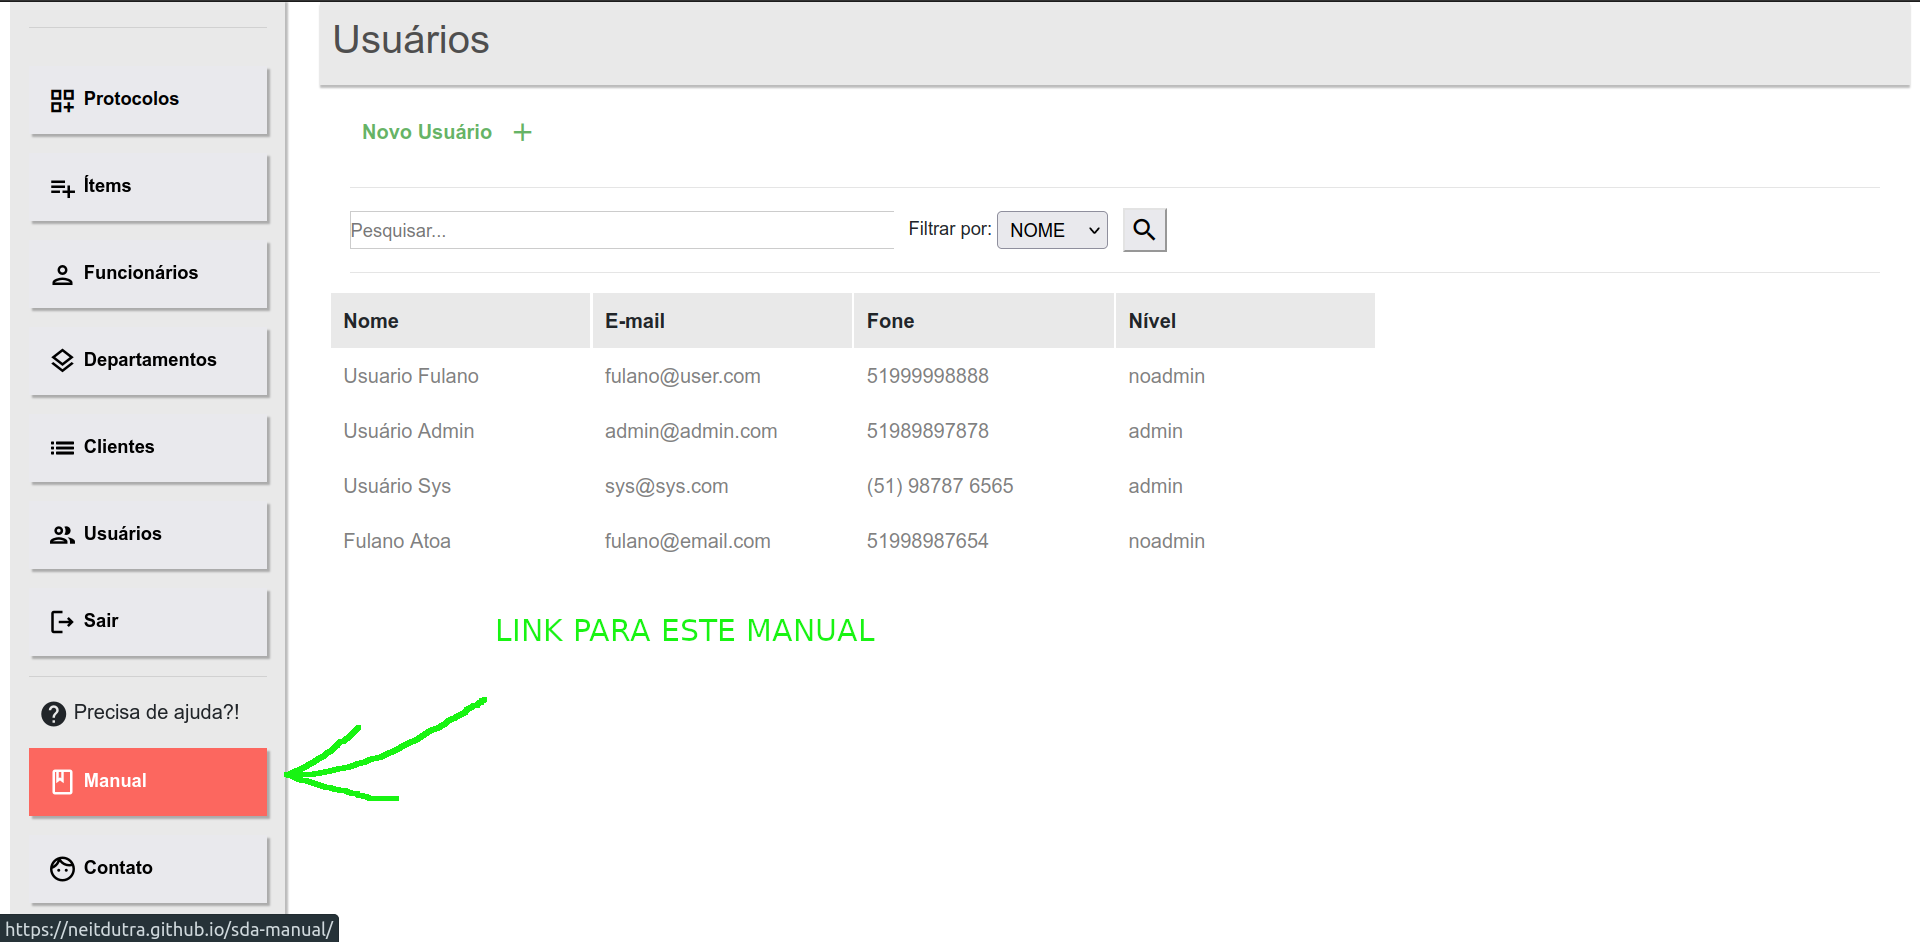 Usuários
Protocolos
Ítems
Funcionários
Departamentos
Clientes
Usuários
Sair
Precisa de ajuda?!
Manual
Contato
Novo Usuário +
Pesquisar...
Filtrar por: NOME
Nome E-mail Fone Nível
Usuario Fulano fulano@user.com 51999998888 noadmin
Usuário Admin admin@admin.com 51989897878 admin
Usuário Sys sys@sys.com (51) 98787 6565 admin
Fulano Atoa fulano@email.com 51998987654 noadmin
LINK PARA ESTE MANUAL
https://neitdutra.github.io/sda-manual/